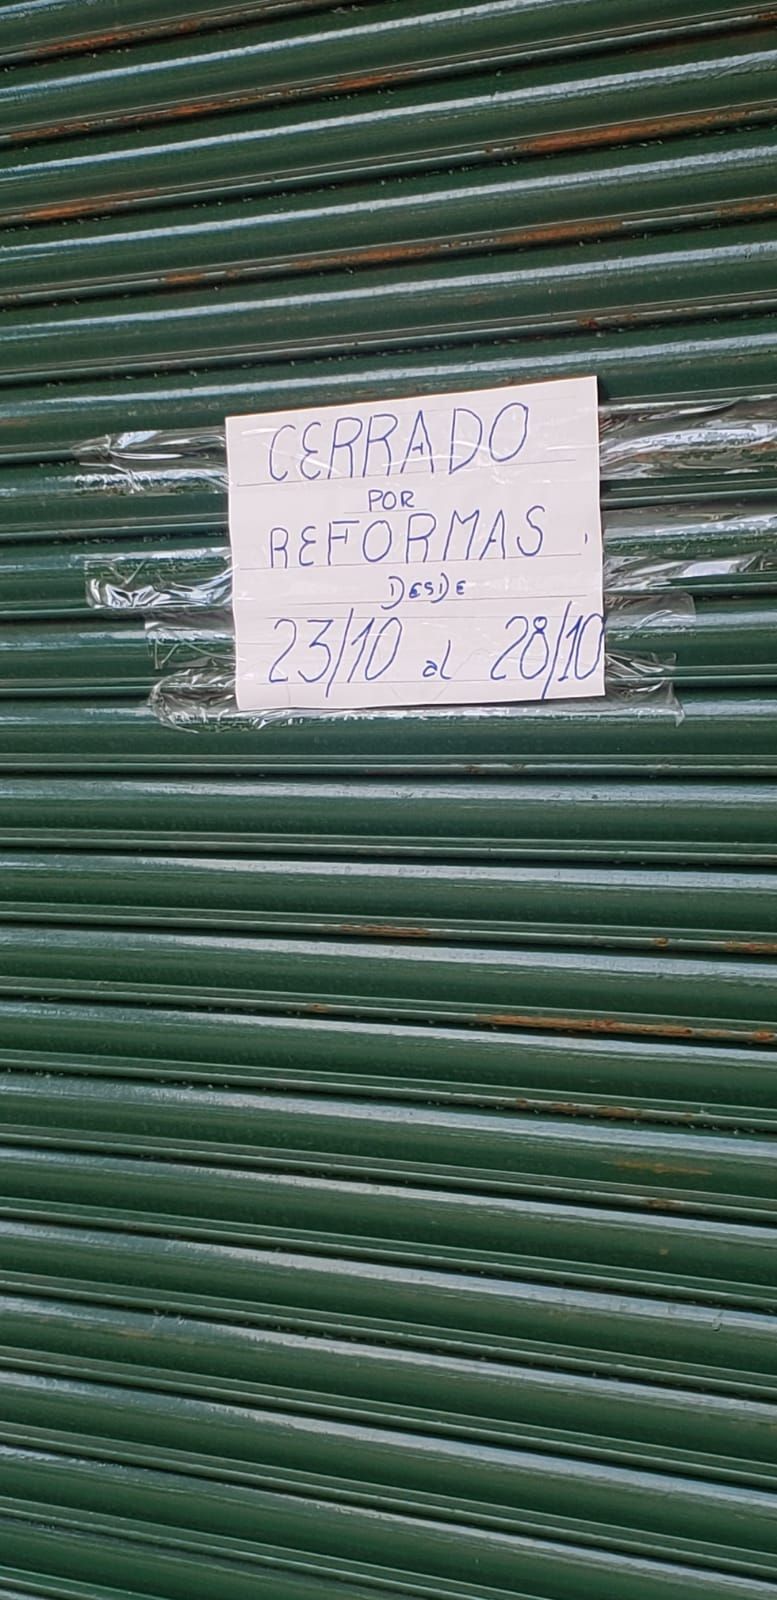 CERRADO
POR
REFORMAS
DESDE
23/10 al 28/10